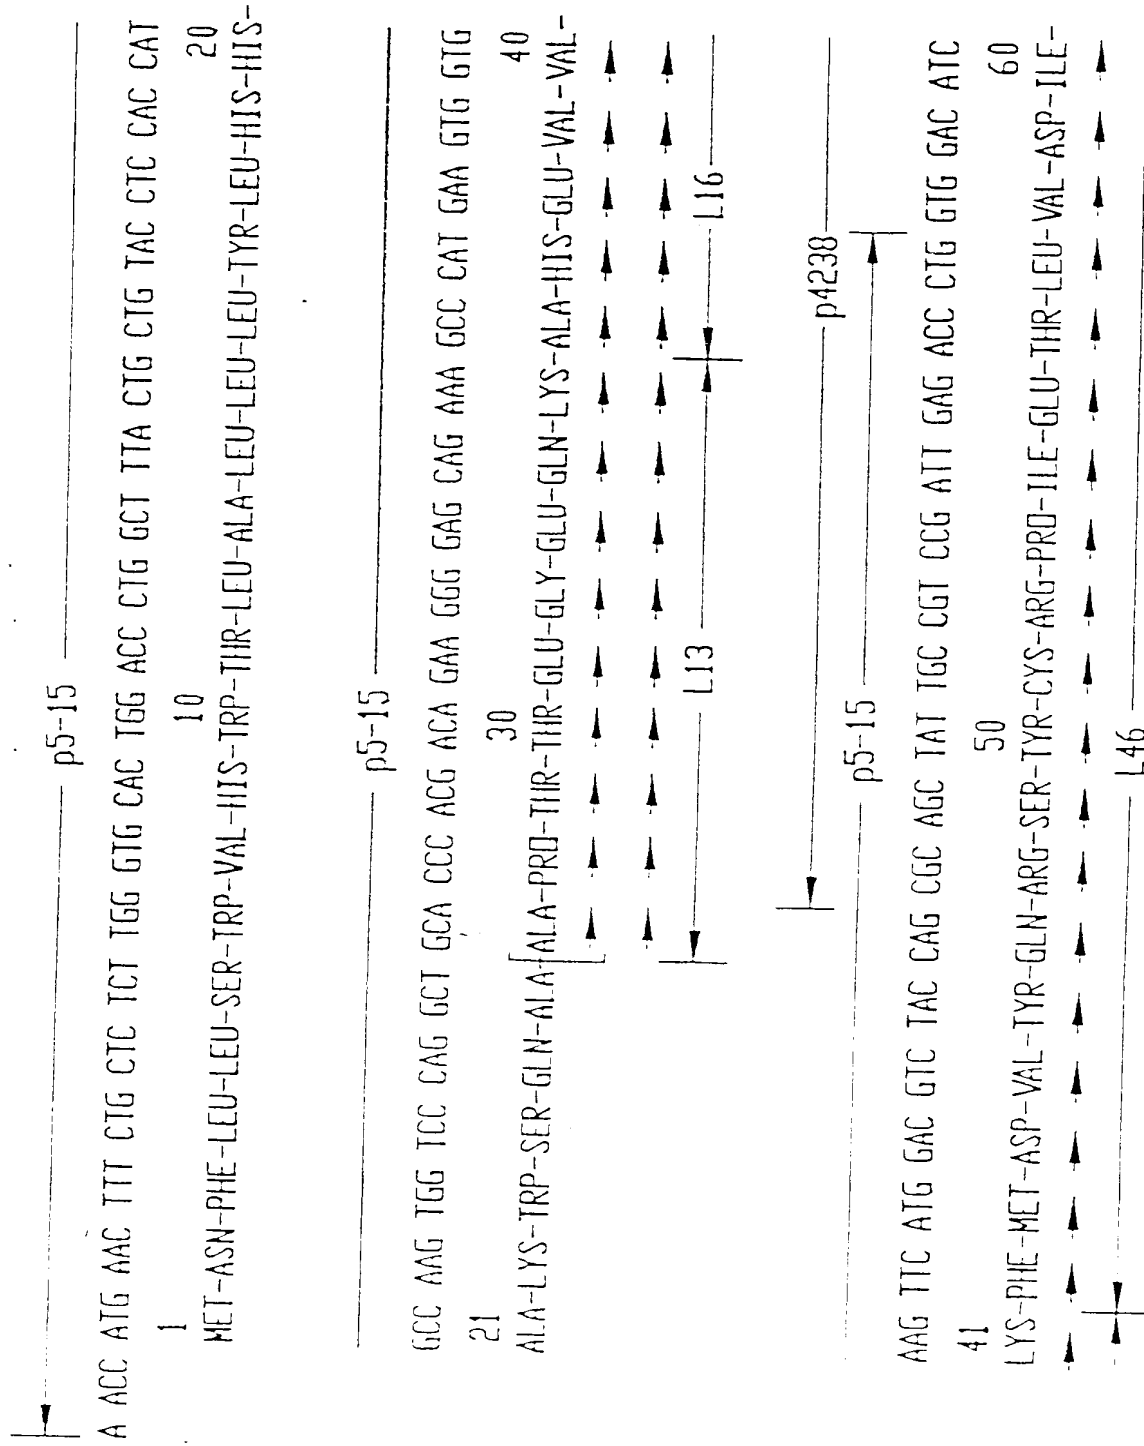 p5-15
A ACC ATG AAC TTT CTG CTC TCT TGG GTG CAC TGG ACC CTG GCT TTA CTG CTG TAC CTC CAC CAT
1 10 20
MET-ASN-PHE-LEU-LEU-SER-TRP-VAL-HIS-TRP-THR-LEU-ALA-LEU-LEU-LEU-TYR-LEU-HIS-HIS-
p5-15
GCC AAG TGG TCC CAG GCT GCA CCC ACG ACA GAA GGG GAG CAG AAA GCC CAT GAA GTG GTG
21 30 40
ALA-LYS-TRP-SER-GLN-ALA-ALA-PRO-THR-THR-GLU-GLY-GLU-GLN-LYS-ALA-HIS-GLU-VAL-VAL-
L13 L16
p4238
p5-15
AAG TTC ATG GAC GTC TAC CAG CGC AGC TAT TGC CGT CCG ATT GAG ACC CTG GTG GAC ATC
41 50 60
LYS-PHE-MET-ASP-VAL-TYR-GLN-ARG-SER-TYR-CYS-ARG-PRO-ILE-GLU-THR-LEU-VAL-ASP-ILE-
L46